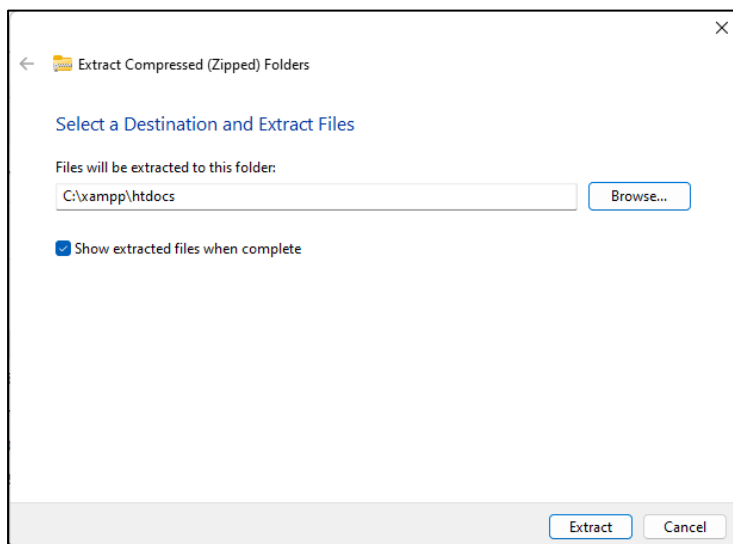 Extract Compressed (Zipped) Folders
Select a Destination and Extract Files
Files will be extracted to this folder:
C:\xampp\htdocs
Browse...
Show extracted files when complete
Extract
Cancel